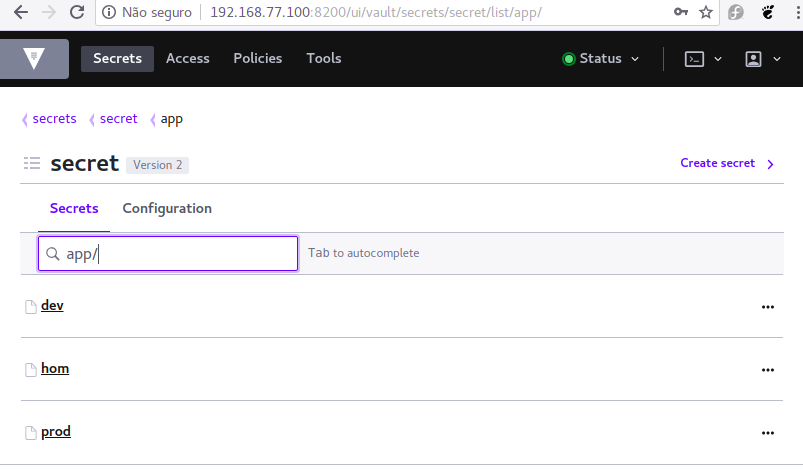 Não seguro 192.168.77.100:8200/ui/vault/secrets/secret/list/app/
Secrets Access Policies Tools Status
secrets secret app
secret Version 2 Create secret
Secrets Configuration
app/ Tab to autocomplete
dev
hom
prod